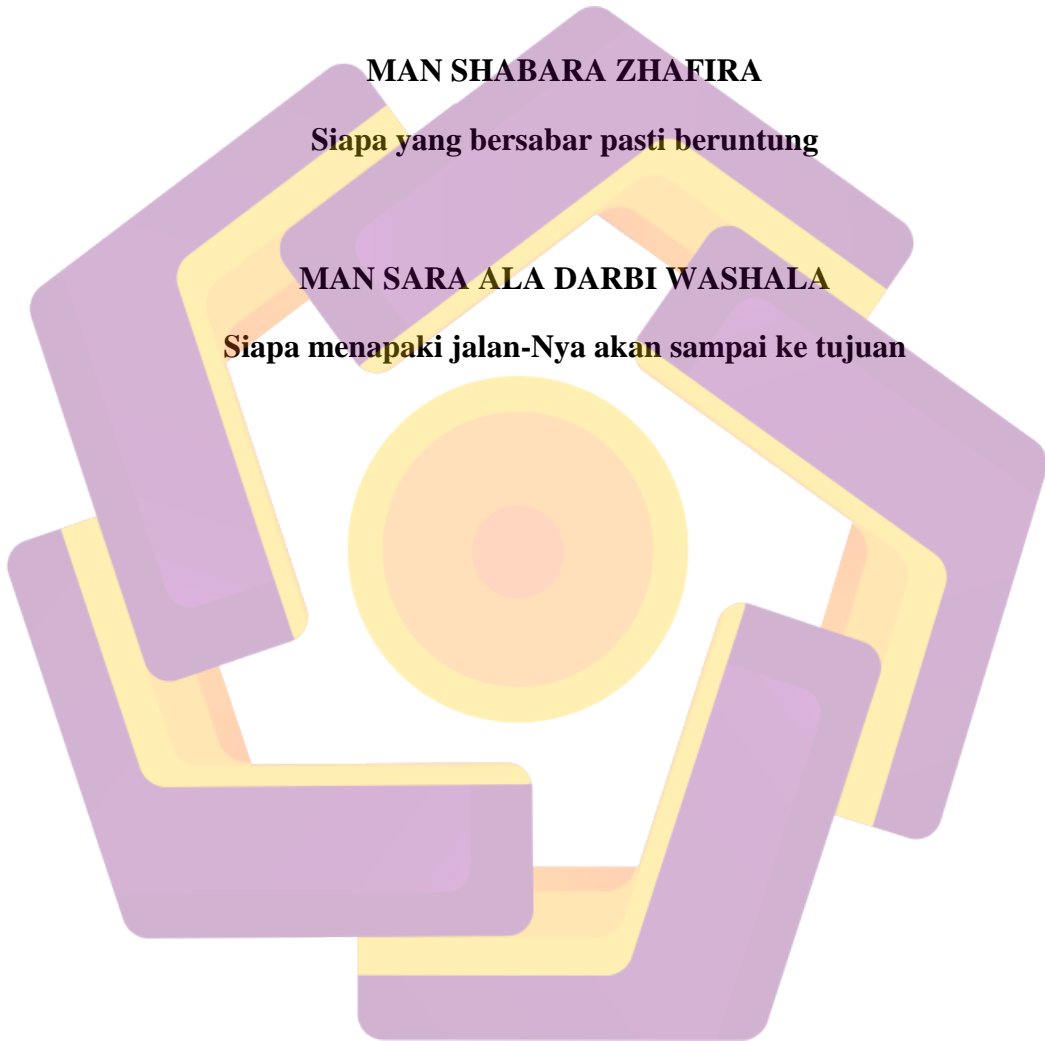 MAN SHABARA ZHAFIRA
Siapa yang bersabar pasti beruntung
MAN SARA ALA DARBI WASHALA
Siapa menapaki jalan-Nya akan sampai ke tujuan